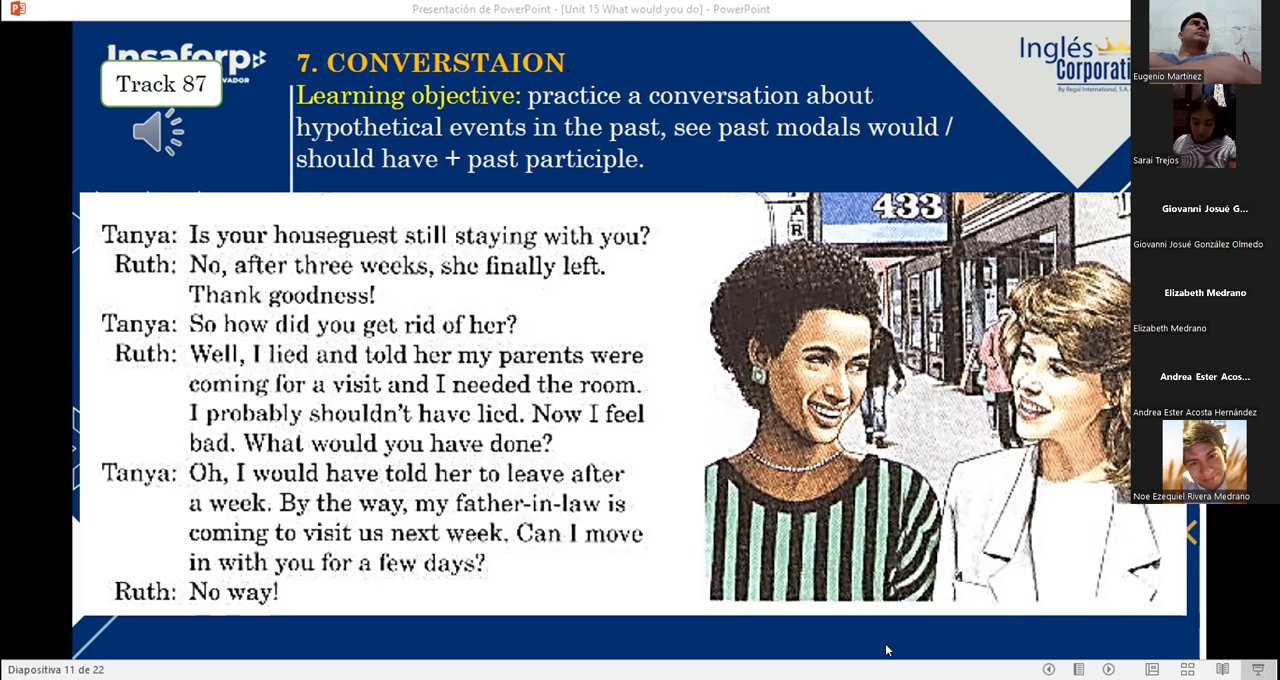 Presentación de PowerPoint - [Unit 15 What would you do] - PowerPoint
Insaforp
VADOR
Track 87
7. CONVERSTAION.
Learning objective: practice a conversation about
hypothetical events in the past, see past modals would /
should have + past participle.
Inglés
Corporati
By Regal International, S.A.
Tanya: Is your houseguest still staying with you?
Ruth: No, after three weeks, she finally left.
Thank goodness!
Tanya: So how did you get rid of her?
Ruth: Well, I lied and told her my parents were
coming for a visit and I needed the room.
I probably shouldn't have lied. Now I feel
bad. What would you have done?
Tanya: Oh, I would have told her to leave after
a week. By the way, my father-in-law is
coming to visit us next week. Can I move
in with you for a few days?
Ruth: No way!
433
Eugenio Martínez
Sarai Trejos
Giovanni Josué G...
Giovanni Josué González Olmedo
Elizabeth Medrano
Elizabeth Medrano
Andrea Ester Acos...
Andrea Ester Acosta Hernández
Noe Ezequiel Rivera Medrano
Diapositiva 11 de 22